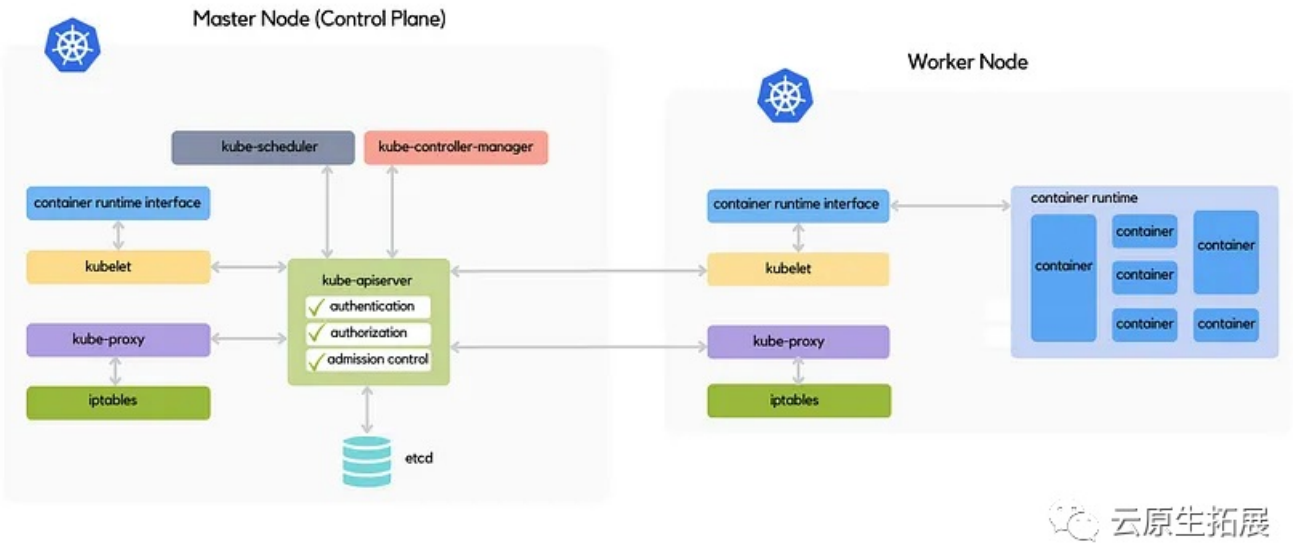 Master Node (Control Plane)
Worker Node
kube-scheduler
kube-controller-manager
container runtime interface
kubelet
kube-proxy
iptables
kube-apiserver
authentication
authorization
admission control
etcd
container runtime interface
kubelet
kube-proxy
iptables
container runtime
container
container
container
container
container
container
云原生拓展